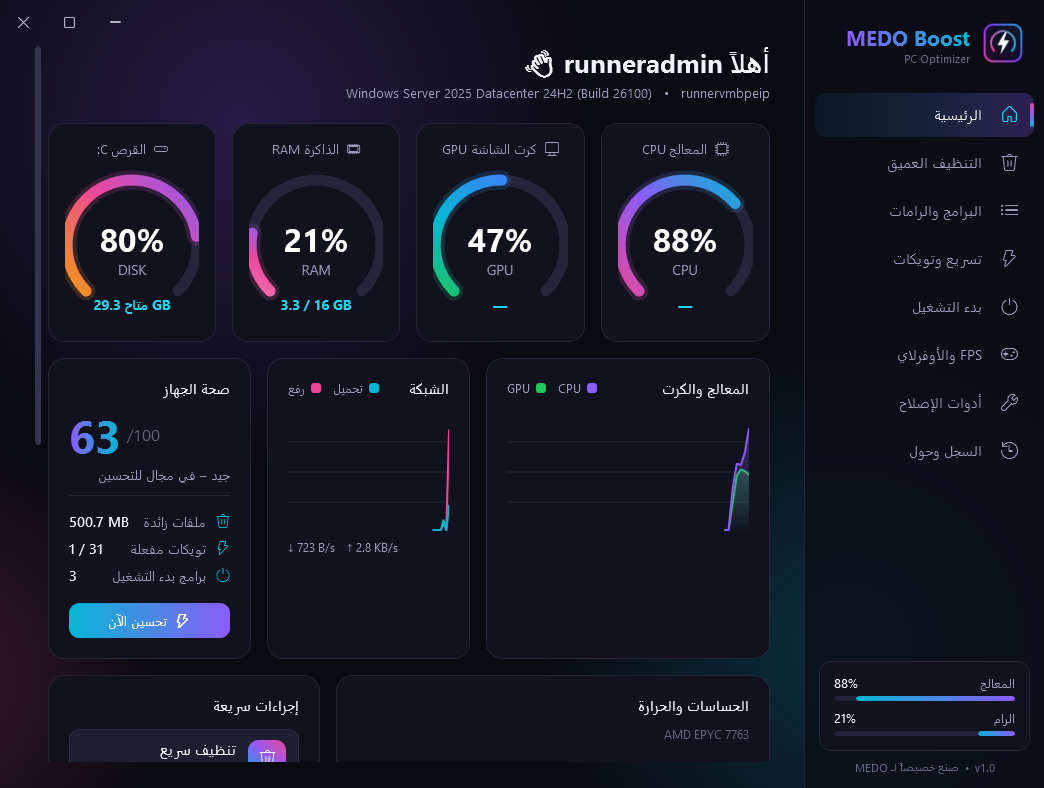 MEDO Boost
PC Optimizer
الرئيسية
التنظيف العميق
البرامج والرامات
تسريع وتويكات
بدء التشغيل
FPS والأوفرلاي
أدوات الإصلاح
السجل وحول
المعالج 88%
الرام 21%
v1.0 • صنع خصيصاً لـ MEDO
أهلاً runneradmin
runnervmbpeip • Windows Server 2025 Datacenter 24H2 (Build 26100)
المعالج CPU
88%
CPU
—
كرت الشاشة GPU
47%
GPU
—
الذاكرة RAM
21%
RAM
3.3 / 16 GB
القرص C:
80%
DISK
29.3 متاح GB
المعالج والكرت
CPU
GPU
الشبكة
تحميل
رفع
↓ 723 B/s ↑ 2.8 KB/s
صحة الجهاز
63 /100
جيد – في مجال للتحسين
ملفات زائدة 500.7 MB
تويكات مفعلة 1 / 31
برامج بدء التشغيل 3
تحسين الآن
الحساسات والحرارة
AMD EPYC 7763
إجراءات سريعة
تنظيف سريع